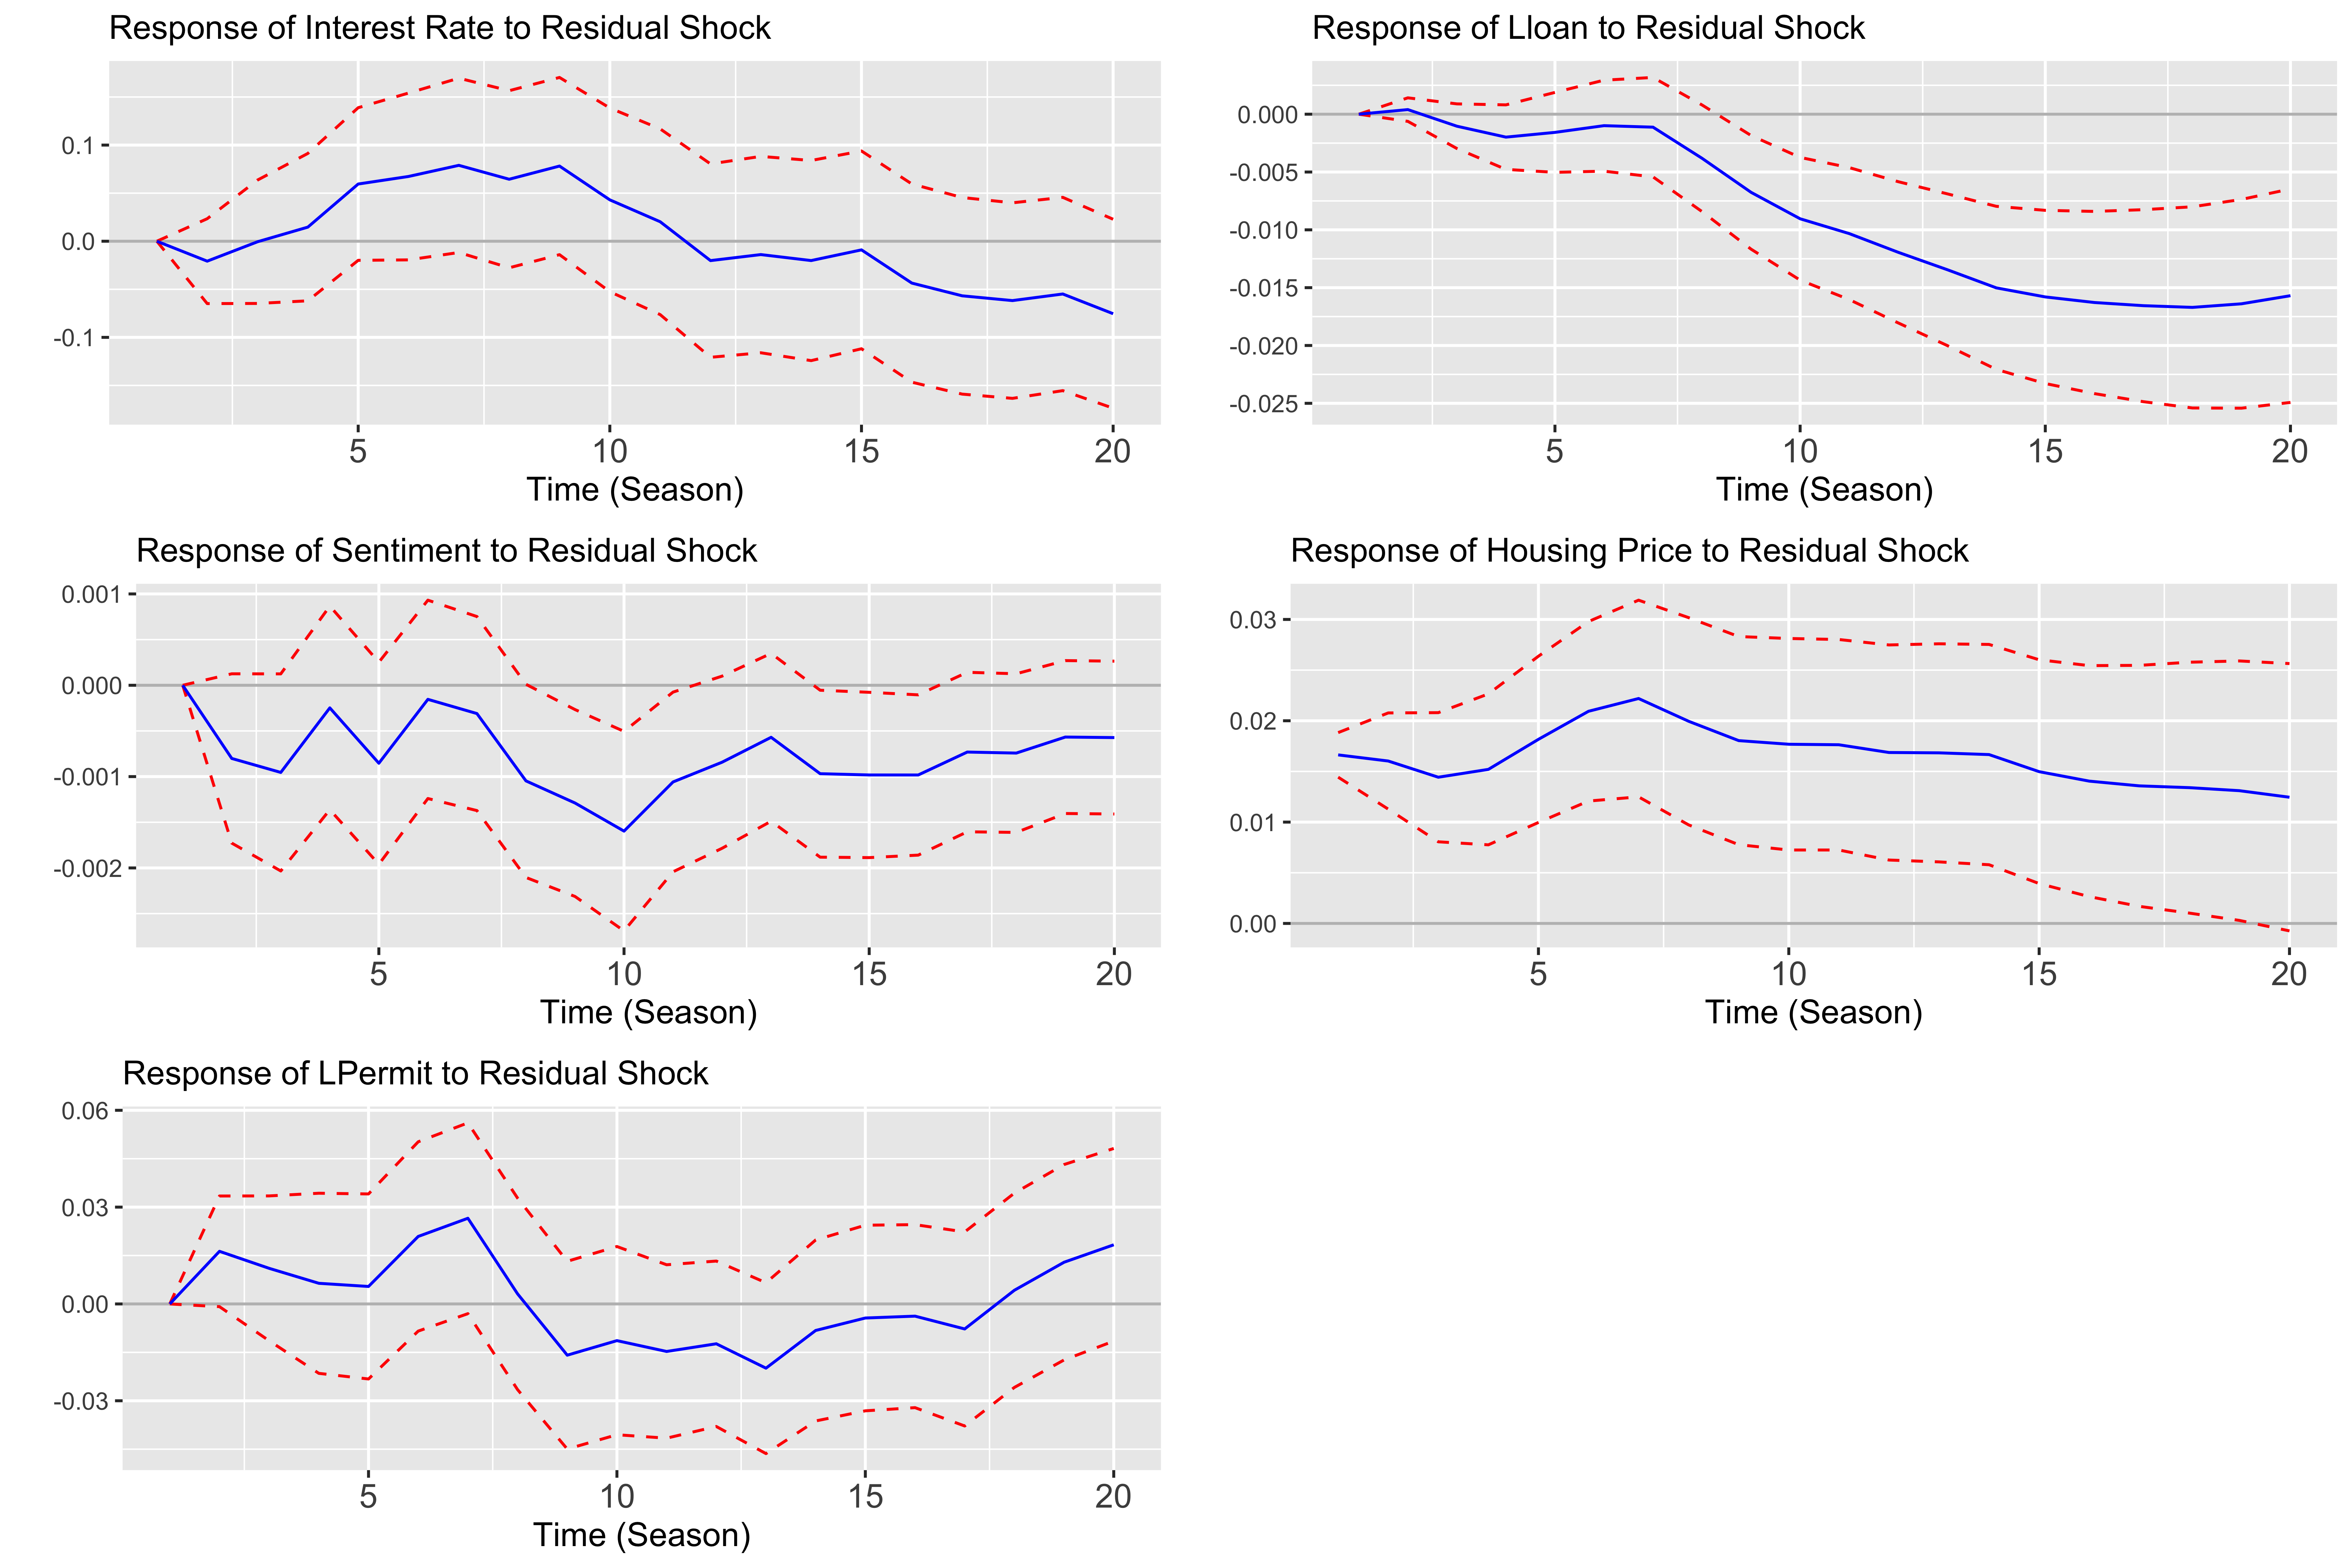 Response of Interest Rate to Residual Shock
0.1
0.0
-0.1
5 10 15 20
Time (Season)
Response of Lloan to Residual Shock
0.000
-0.005
-0.010
-0.015
-0.020
-0.025
5 10 15 20
Time (Season)
Response of Sentiment to Residual Shock
0.001
0.000
-0.001
-0.002
5 10 15 20
Time (Season)
Response of Housing Price to Residual Shock
0.03
0.02
0.01
0.00
5 10 15 20
Time (Season)
Response of LPermit to Residual Shock
0.06
0.03
0.00
-0.03
5 10 15 20
Time (Season)